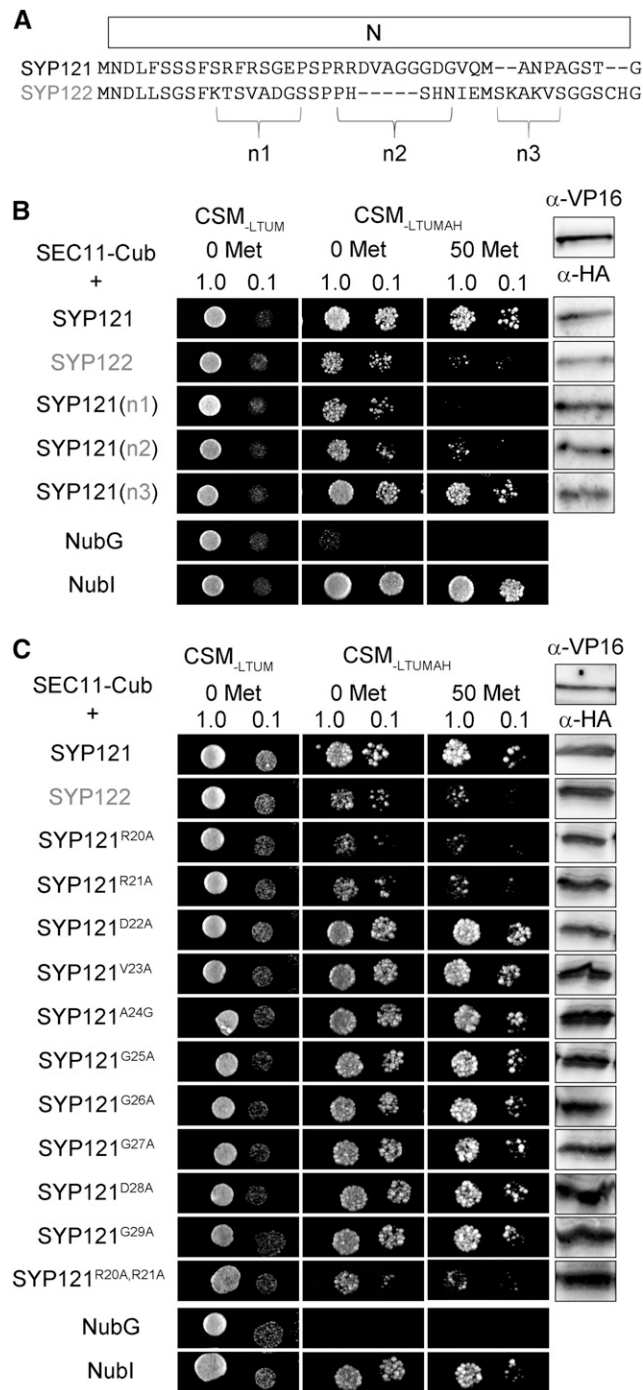 A
N
SYP121 MNDLFSSSFSRFRSGEPSPRRDVAGGGDGVQM--ANPAGST--G
SYP122 MNDLLSGSFKTSVADGSSPPH-----SHNIEMSKAKVSGGSCHG
n1 n2 n3
B
CSM-LTUM CSM-LTUMAH α-VP16
SEC11-Cub 0 Met 0 Met 50 Met
+ 1.0 0.1 1.0 0.1 1.0 0.1 α-HA
SYP121
SYP122
SYP121(n1)
SYP121(n2)
SYP121(n3)
NubG
NubI
C
CSM-LTUM CSM-LTUMAH α-VP16
SEC11-Cub 0 Met 0 Met 50 Met
+ 1.0 0.1 1.0 0.1 1.0 0.1 α-HA
SYP121
SYP122
SYP121R20A
SYP121R21A
SYP121D22A
SYP121V23A
SYP121A24G
SYP121G25A
SYP121G26A
SYP121G27A
SYP121D28A
SYP121G29A
SYP121R20A,R21A
NubG
NubI